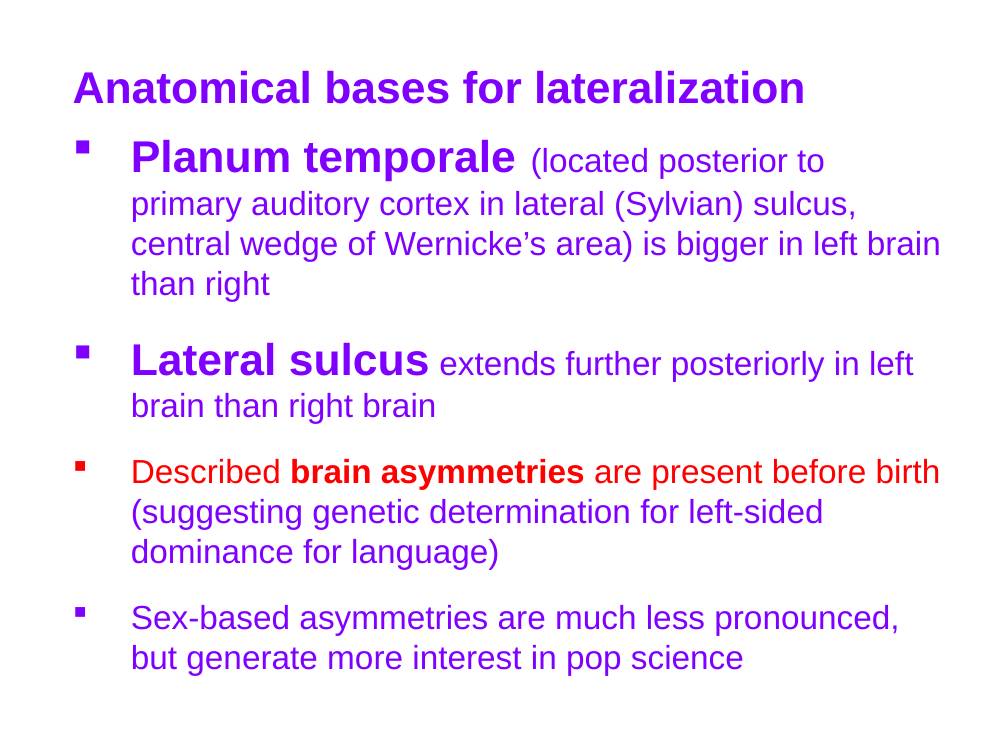 Anatomical bases for lateralization
▪ Planum temporale (located posterior to
primary auditory cortex in lateral (Sylvian) sulcus,
central wedge of Wernicke’s area) is bigger in left brain
than right
▪ Lateral sulcus extends further posteriorly in left
brain than right brain
▪ Described brain asymmetries are present before birth
(suggesting genetic determination for left-sided
dominance for language)
▪ Sex-based asymmetries are much less pronounced,
but generate more interest in pop science